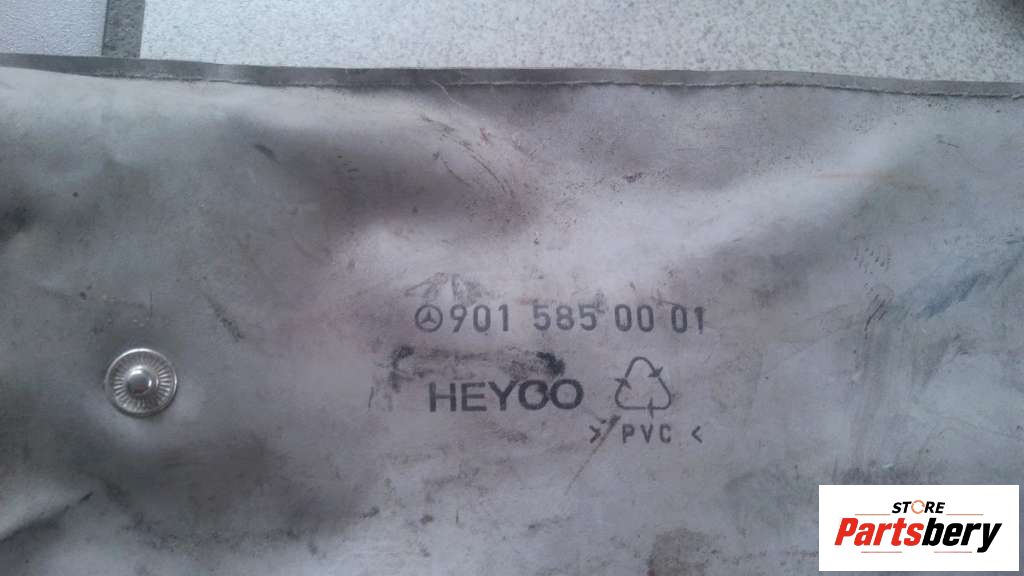 901 585 00 01
HEYCO
> PVC <
STORE
Partsbery